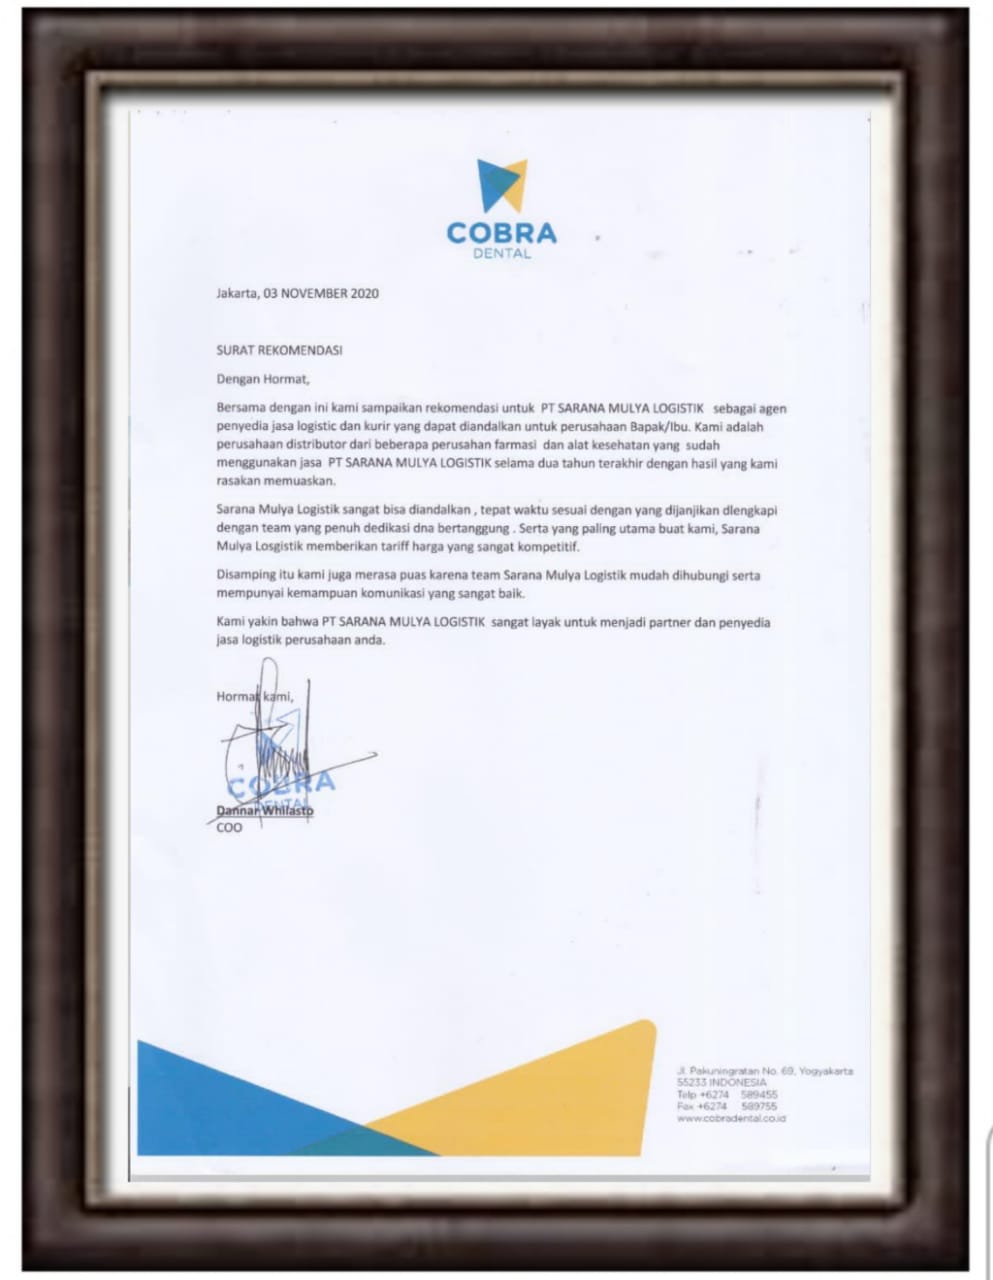 COBRA
DENTAL
Jakarta, 03 NOVEMBER 2020
SURAT REKOMENDASI
Dengan Hormat,
Bersama dengan ini kami sampaikan rekomendasi untuk PT SARANA MULYA LOGISTIK sebagai agen
penyedia jasa logistic dan kurir yang dapat diandalkan untuk perusahaan Bapak/Ibu. Kami adalah
perusahaan distributor dari beberapa perusahan farmasi dan alat kesehatan yang sudah
menggunakan jasa PT SARANA MULYA LOGISTIK selama dua tahun terakhir dengan hasil yang kami
rasakan memuaskan.
Sarana Mulya Logistik sangat bisa diandalkan , tepat waktu sesuai dengan yang dijanjikan dlengkapi
dengan team yang penuh dedikasi dna bertanggung . Serta yang paling utama buat kami, Sarana
Mulya Losgistik memberikan tariff harga yang sangat kompetitif.
Disamping itu kami juga merasa puas karena team Sarana Mulya Logistik mudah dihubungi serta
mempunyai kemampuan komunikasi yang sangat baik.
Kami yakin bahwa PT SARANA MULYA LOGISTIK sangat layak untuk menjadi partner dan penyedia
jasa logistik perusahaan anda.
Hormat kami,
COBRA
DENTAL
Dannar Whilasto
COO
Jl. Pakuningratan No. 69, Yogyakarta
55233 INDONESIA
Telp +6274 589455
Fax +6274 589755
www.cobradental.co.id